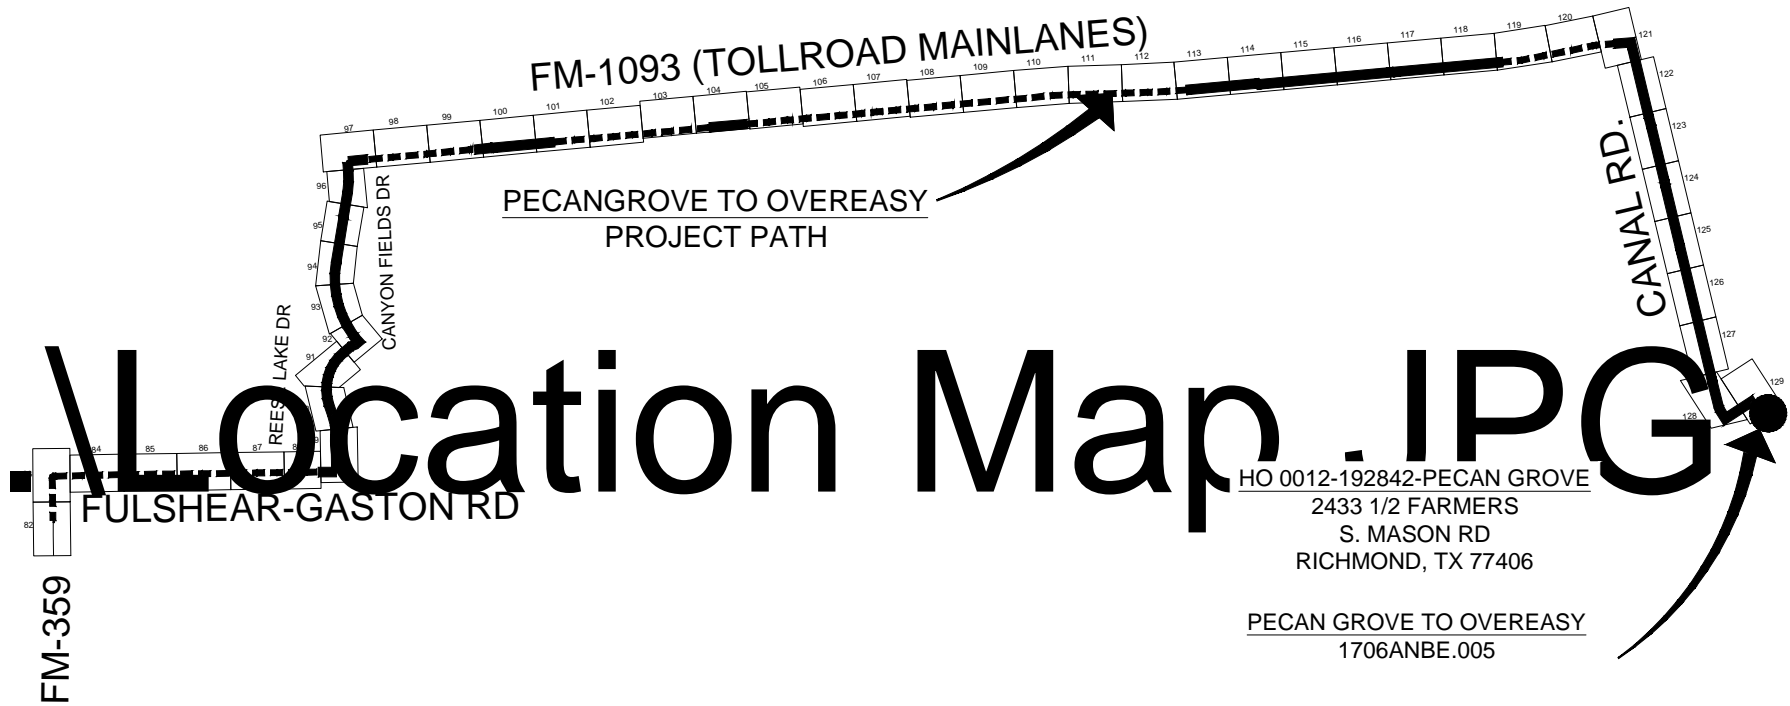 FM-1093 (TOLLROAD MAINLANES)
97
98
99
100
101
102
103
104
105
106
107
108
109
110
111
112
113
114
115
116
117
118
119
120
121
122
123
124
125
126
127
128
129
CANAL RD.
PECANGROVE TO OVEREASY
PROJECT PATH
96
95
94
93
92
91
CANYON FIELDS DR
LAKE DR
.\Location Map.JPG
84
85
86
87
82
FULSHEAR-GASTON RD
FM-359
HO 0012-192842-PECAN GROVE
2433 1/2 FARMERS
S. MASON RD
RICHMOND, TX 77406
PECAN GROVE TO OVEREASY
1706ANBE.005